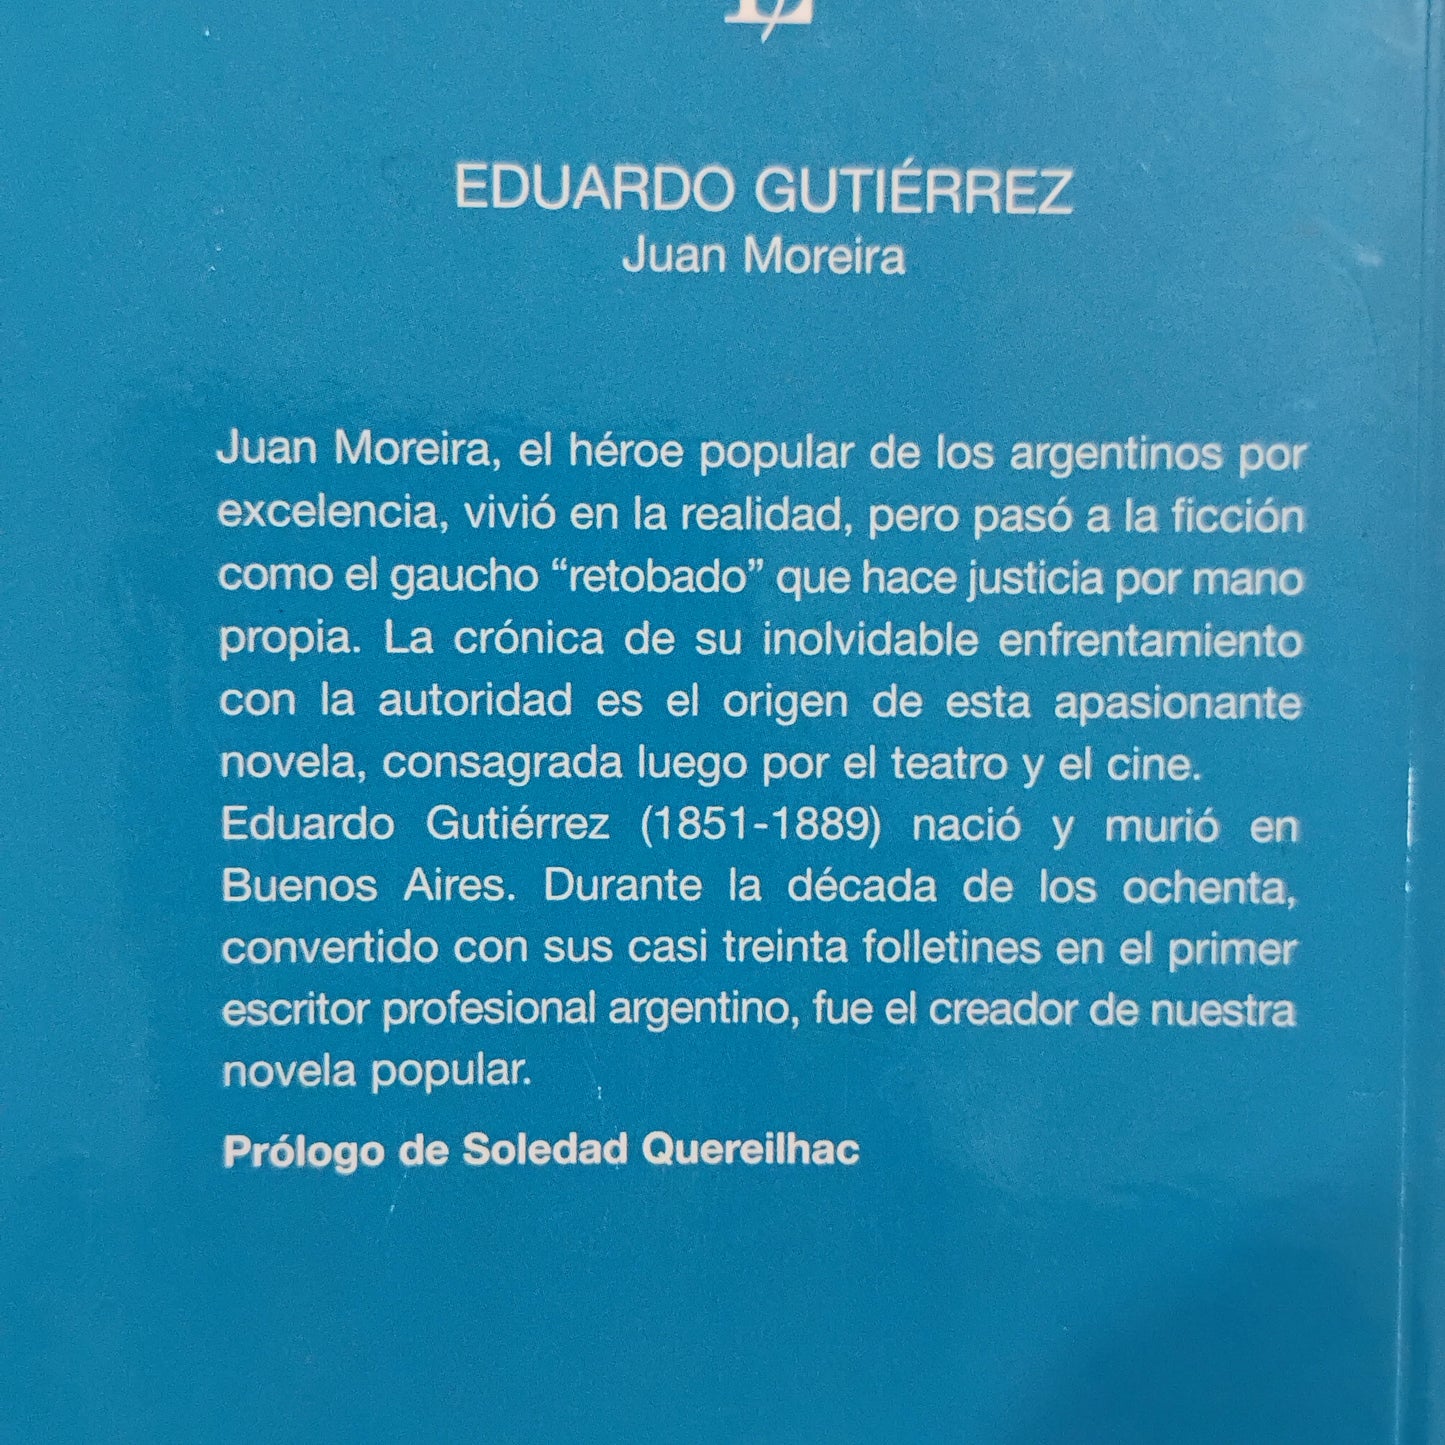 EDUARDO GUTIÉRREZ
Juan Moreira
Juan Moreira, el héroe popular de los argentinos por
excelencia, vivió en la realidad, pero pasó a la ficción
como el gaucho “retobado” que hace justicia por mano
propia. La crónica de su inolvidable enfrentamiento
con la autoridad es el origen de esta apasionante
novela, consagrada luego por el teatro y el cine.
Eduardo Gutiérrez (1851-1889) nació y murió en
Buenos Aires. Durante la década de los ochenta,
convertido con sus casi treinta folletines en el primer
escritor profesional argentino, fue el creador de nuestra
novela popular.
Prólogo de Soledad Quereilhac